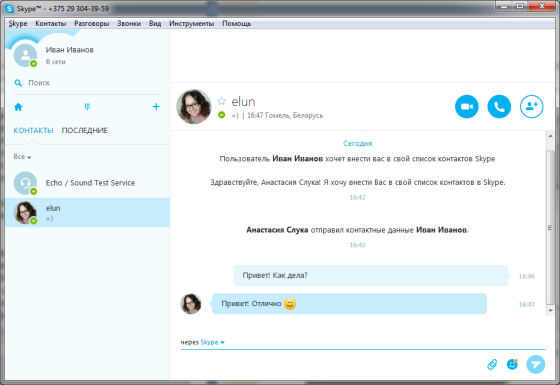 Skype™ - +375 29 304-39-59
Skype Контакты Разговоры Звонки Вид Инструменты Помощь
Иван Иванов
В сети
Поиск
КОНТАКТЫ ПОСЛЕДНИЕ
Все
Echo / Sound Test Service
elun
=)
elun
=) | 16:47 Гомель, Беларусь
Сегодня
Пользователь Иван Иванов хочет внести вас в свой список контактов Skype
Здравствуйте, Анастасия Слука! Я хочу внести Вас в свой список контактов в Skype.
16:42
Анастасия Слука отправил контактные данные Иван Иванов.
16:42
Привет! Как дела?
16:46
Привет! Отлично
16:47
через Skype